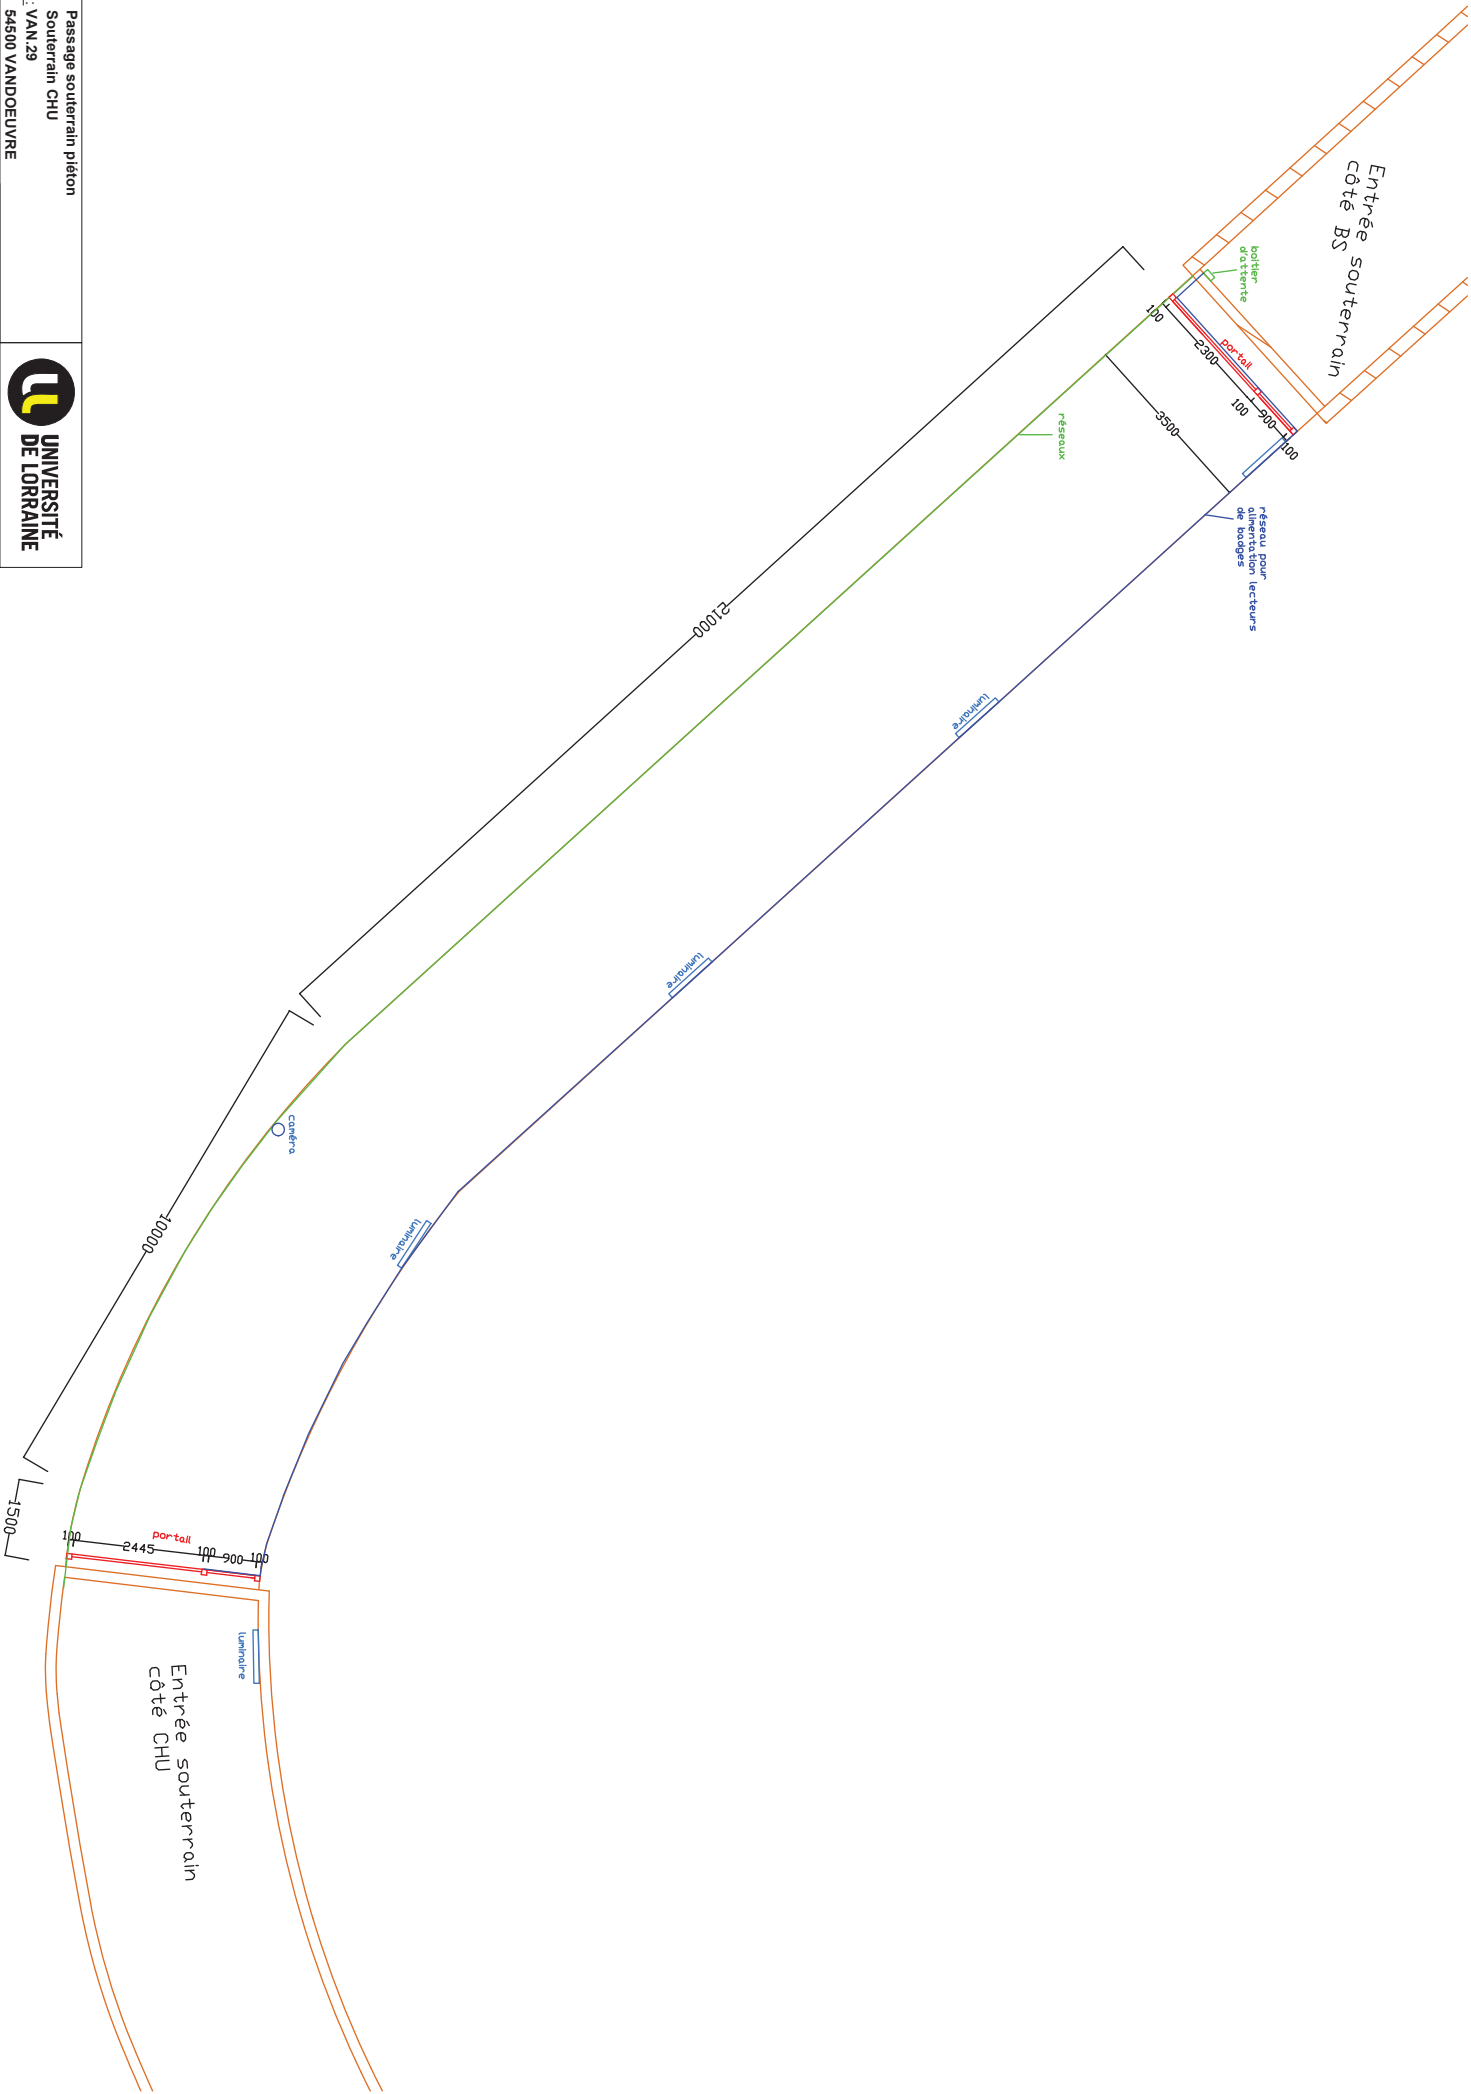 Passage souterrain piéton
Souterrain CHU
: VAN.29
54500 VANDOEUVRE
UNIVERSITÉ
DE LORRAINE
Entrée souterrain
côté BS
boitier
d'attente
100
2300
portail
100
900
100
3500
réseaux
réseau pour
alimentation lecteurs
de badges
21000
luminaire
luminaire
caméra
luminaire
10000
1500
100
2445
portail
100
900
100
luminaire
Entrée souterrain
côté CHU